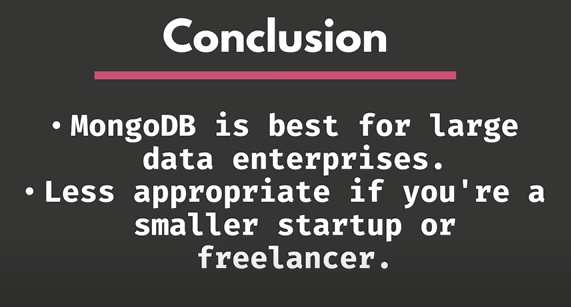 Conclusion
• MongoDB is best for large
data enterprises.
• Less appropriate if you're a
smaller startup or
freelancer.